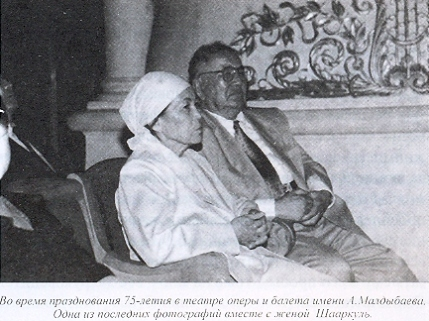 Во время празднования 75-летия в театре оперы и балета имени А.Малдыбаева.
Одна из последних фотографий вместе с женой Шааркуль.